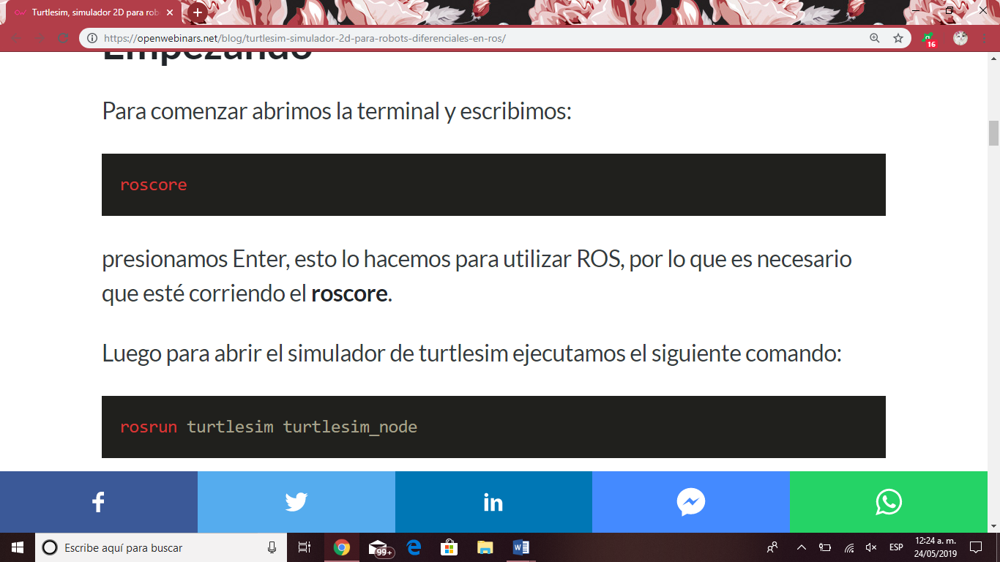 Turtlesim, simulador 2D para rob
https://openwebinars.net/blog/turtlesim-simulador-2d-para-robots-diferenciales-en-ros/
16
Empezando
Para comenzar abrimos la terminal y escribimos:
roscore
presionamos Enter, esto lo hacemos para utilizar ROS, por lo que es necesario
que esté corriendo el roscore.
Luego para abrir el simulador de turtlesim ejecutamos el siguiente comando:
rosrun turtlesim turtlesim_node
Escribe aquí para buscar
99+
ESP
12:24 a. m.
24/05/2019